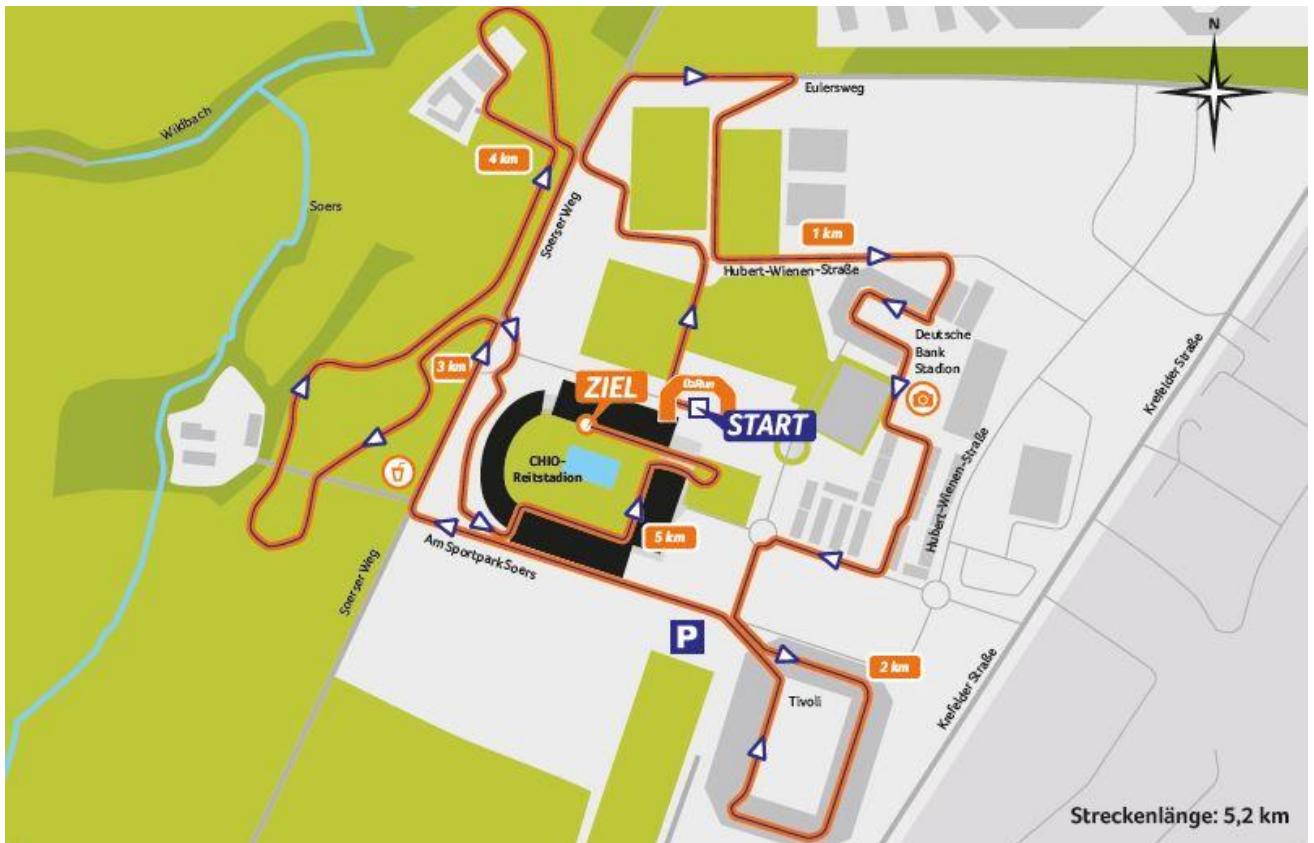 N
Eulersweg
Wildbach
4 km
Soers
Soerser Weg
1 km
Hubert-Wienen-Straße
Deutsche
Bank
Stadion
Krefelder Straße
3 km
ZIEL
B2Run
START
CHIO-
Reitstadion
Hubert-Wienen-Straße
5 km
Am Sportpark Soers
Soerser Weg
P
2 km
Tivoli
Krefelder Straße
Streckenlänge: 5,2 km